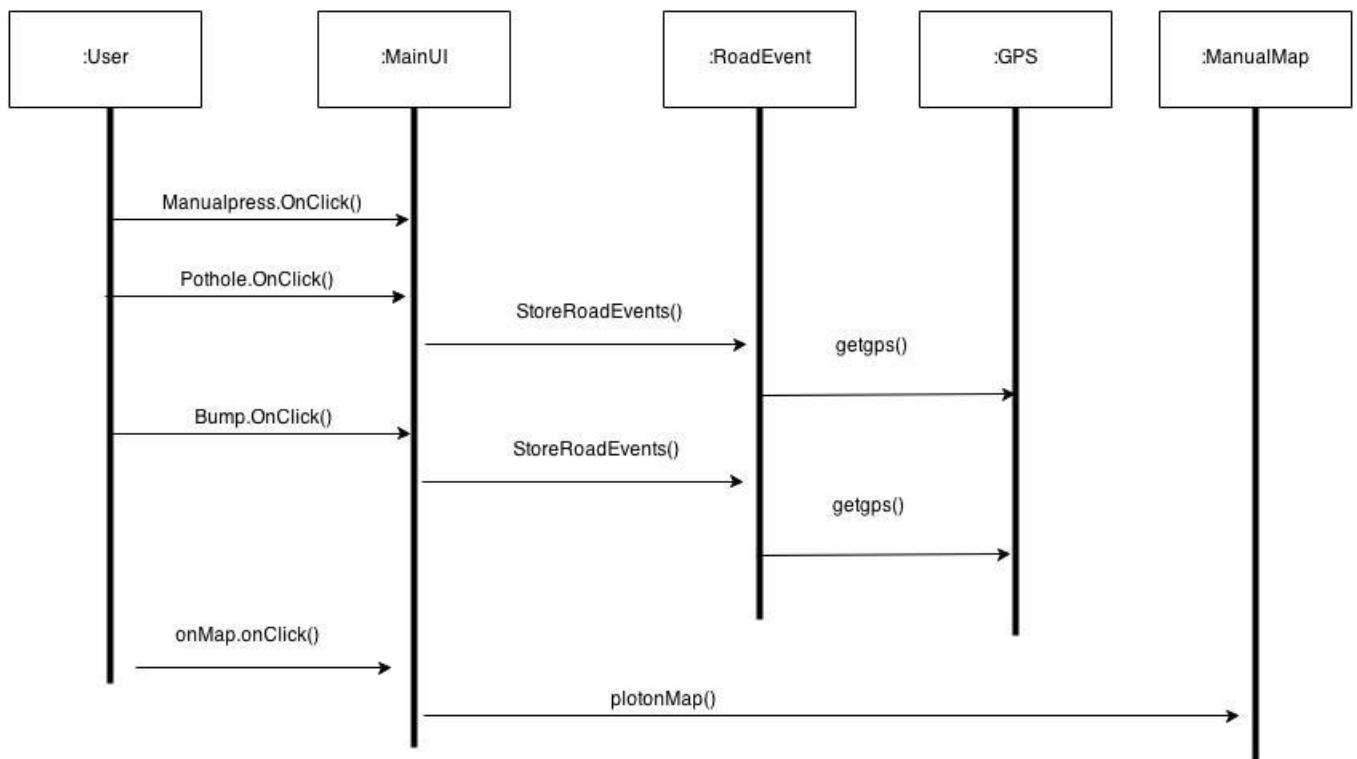 :User
:MainUI
:RoadEvent
:GPS
:ManualMap
Manualpress.OnClick()
Pothole.OnClick()
StoreRoadEvents()
getgps()
Bump.OnClick()
StoreRoadEvents()
getgps()
onMap.onClick()
plotonMap()